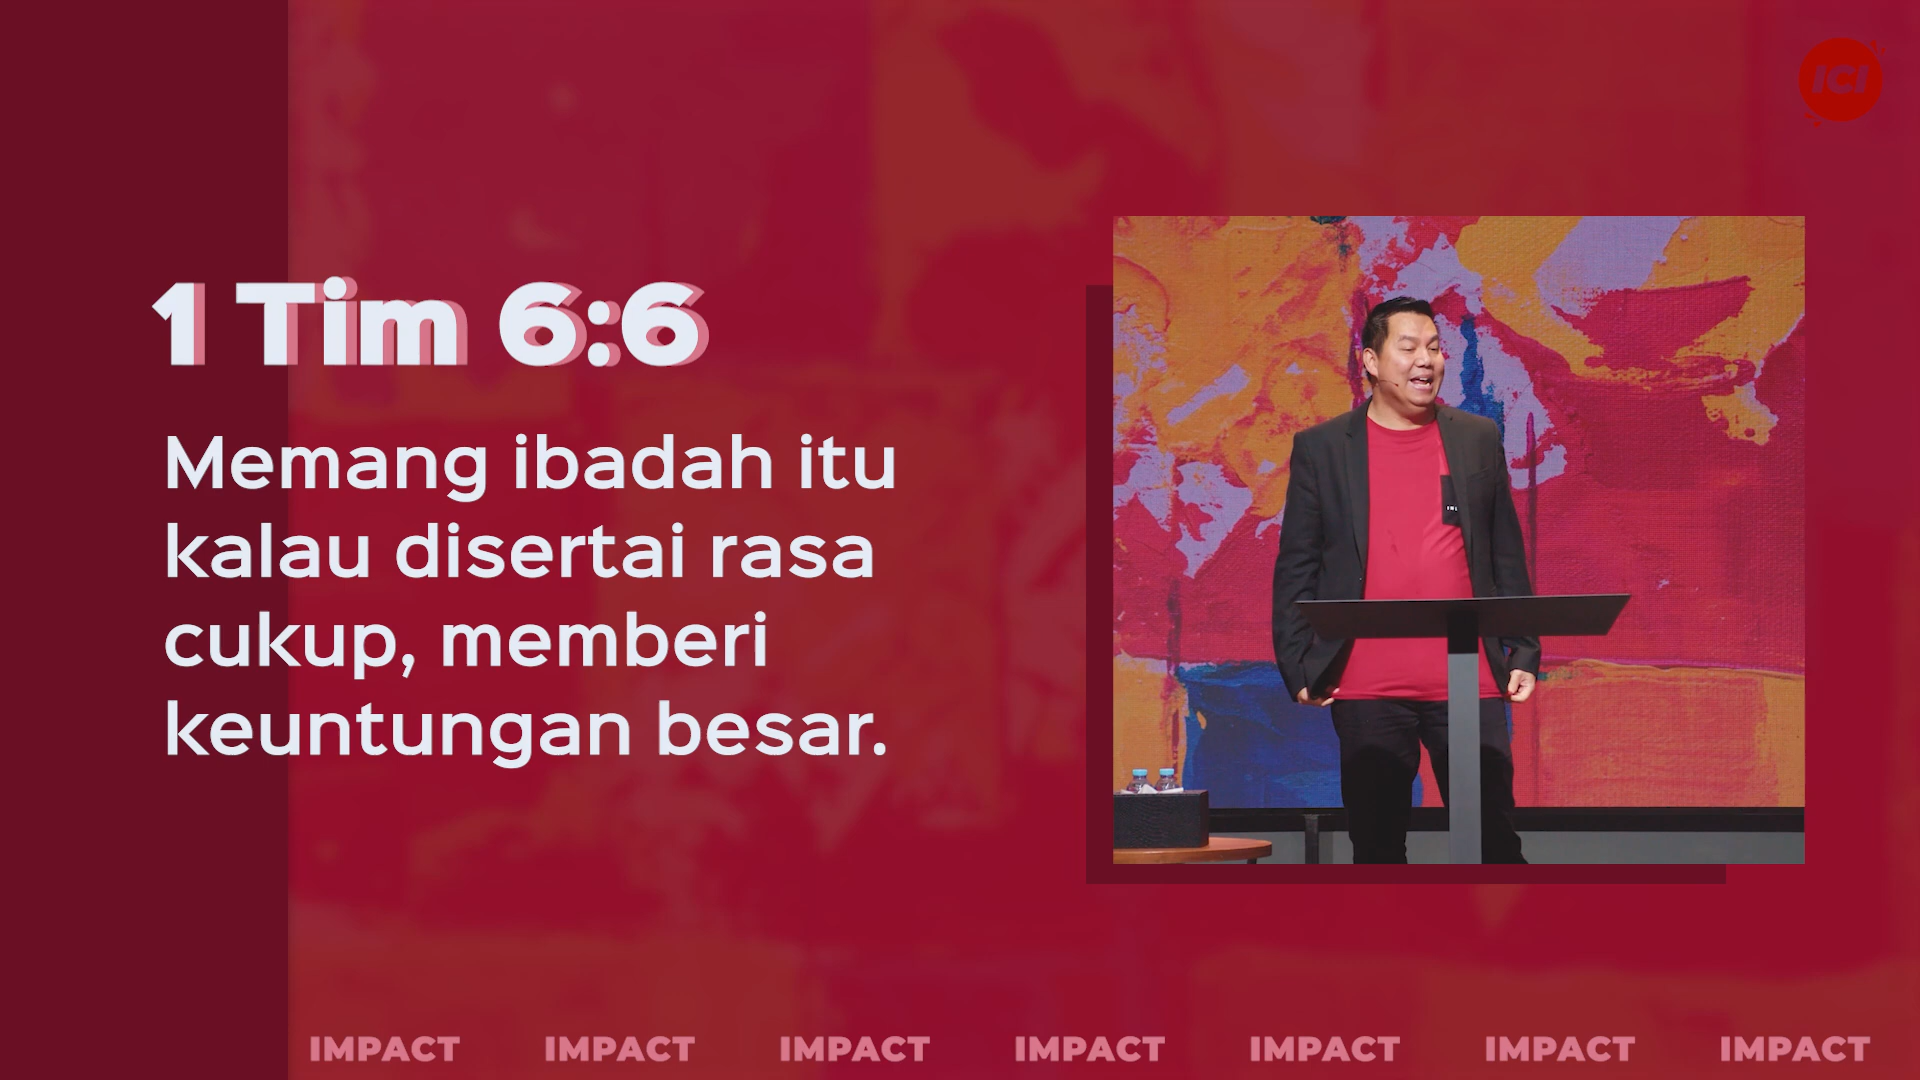 ICI
1 Tim 6:6
Memang ibadah itu
kalau disertai rasa
cukup, memberi
keuntungan besar.
IMPACT IMPACT IMPACT IMPACT IMPACT IMPACT IMPACT